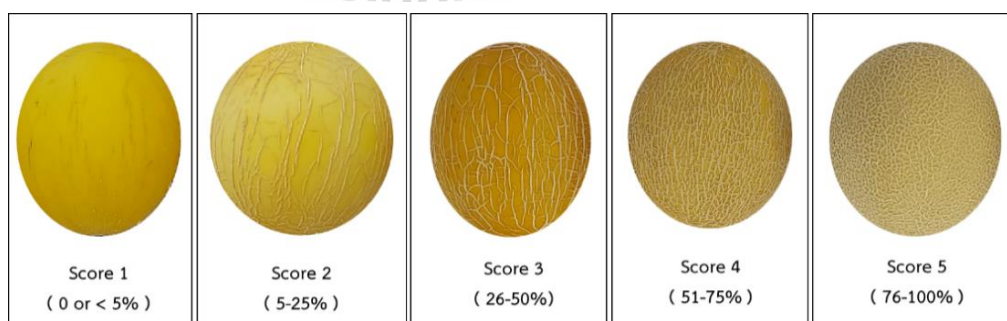 Score 1
( 0 or < 5% )
Score 2
( 5-25% )
Score 3
( 26-50%)
Score 4
( 51-75% )
Score 5
( 76-100% )